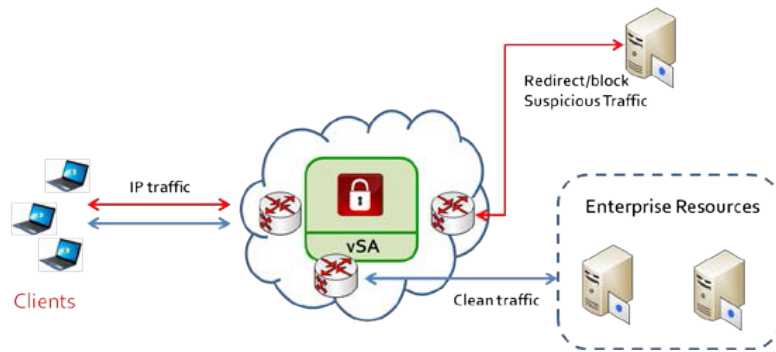 Redirect/block
Suspicious Traffic
IP traffic
Enterprise Resources
vSA
Clean traffic
Clients